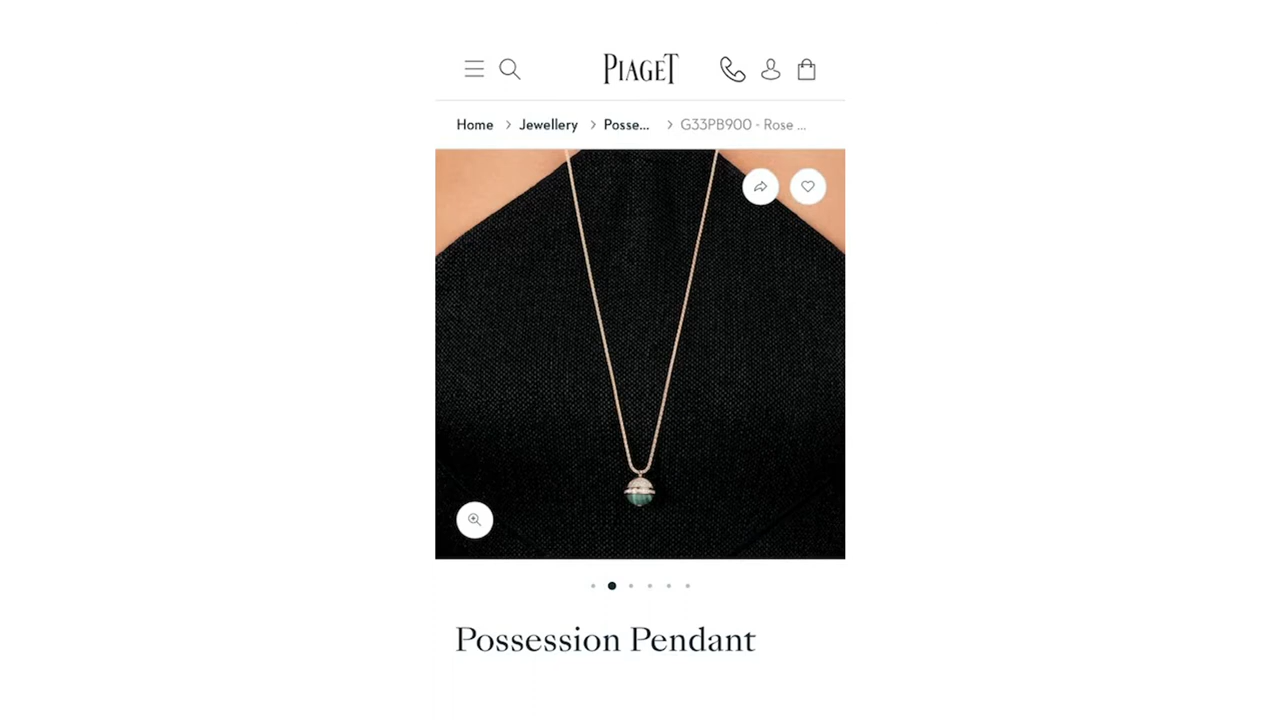 PIAGET
Home > Jewellery > Posse... > G33PB900 - Rose ...
Possession Pendant